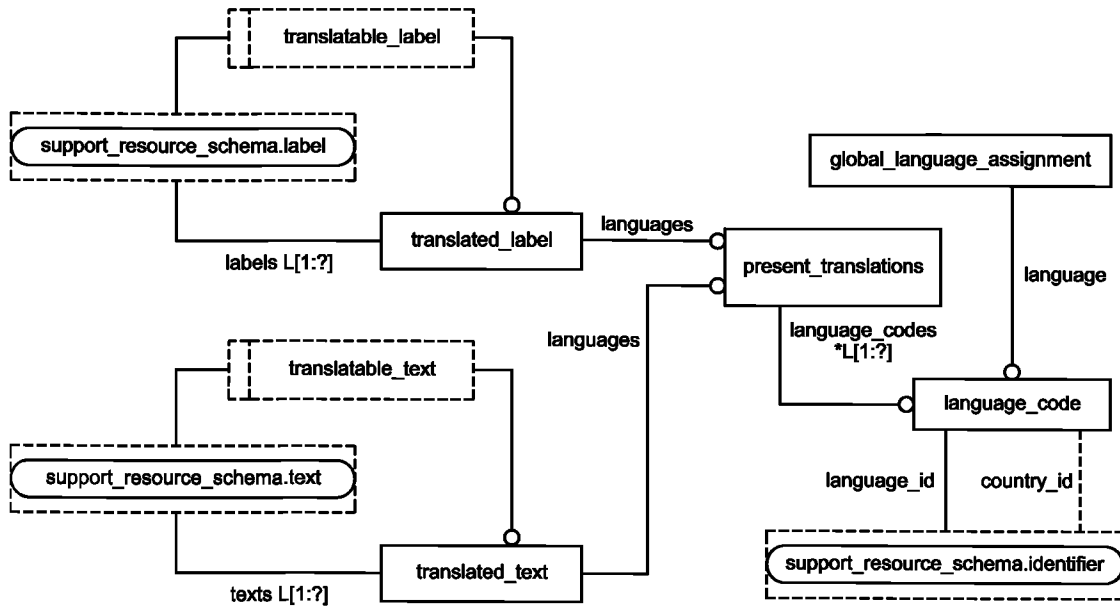 translatable_label
support_resource_schema.label
global_language_assignment
translated_label
languages
labels L[1:?]
present_translations
language
languages
language_codes
*L[1:?]
translatable_text
language_code
support_resource_schema.text
language_id
country_id
translated_text
support_resource_schema.identifier
texts L[1:?]